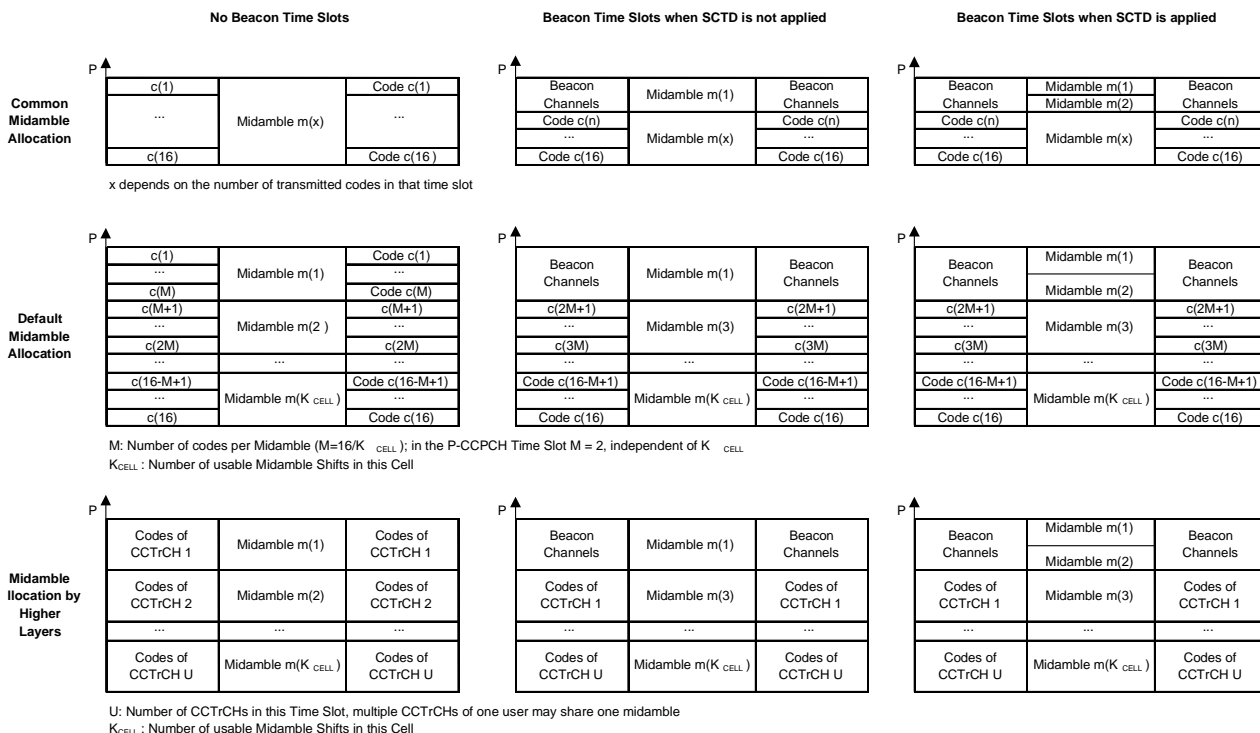 No Beacon Time Slots
Beacon Time Slots when SCTD is not applied
Beacon Time Slots when SCTD is applied
Common
Midamble
Allocation
P
c(1)
...
c(16)
Midamble m(x)
Code c(1)
...
Code c(16)
x depends on the number of transmitted codes in that time slot
P
Beacon
Channels
Code c(n)
...
Code c(16)
Midamble m(1)
Midamble m(x)
Beacon
Channels
Code c(n)
...
Code c(16)
P
Beacon
Channels
Code c(n)
...
Code c(16)
Midamble m(1)
Midamble m(2)
Midamble m(x)
Beacon
Channels
Code c(n)
...
Code c(16)
Default
Midamble
Allocation
P
c(1)
...
c(M)
c(M+1)
...
c(2M)
...
c(16-M+1)
...
c(16)
Midamble m(1)
Midamble m(2 )
...
Midamble m(K CELL )
Code c(1)
...
Code c(M)
c(M+1)
...
c(2M)
...
Code c(16-M+1)
...
Code c(16)
P
Beacon
Channels
c(2M+1)
...
c(3M)
...
Code c(16-M+1)
...
Code c(16)
Midamble m(1)
Midamble m(3)
...
Midamble m(K CELL )
Beacon
Channels
c(2M+1)
...
c(3M)
...
Code c(16-M+1)
...
Code c(16)
P
Beacon
Channels
c(2M+1)
...
c(3M)
...
Code c(16-M+1)
...
Code c(16)
Midamble m(1)
Midamble m(2)
Midamble m(3)
...
Midamble m(K CELL )
Beacon
Channels
c(2M+1)
...
c(3M)
...
Code c(16-M+1)
...
Code c(16)
M: Number of codes per Midamble (M=16/K CELL ); in the P-CCPCH Time Slot M = 2, independent of K CELL
KCELL : Number of usable Midamble Shifts in this Cell
Midamble
llocation by
Higher
Layers
P
Codes of
CCTrCH 1
Codes of
CCTrCH 2
...
Codes of
CCTrCH U
Midamble m(1)
Midamble m(2)
...
Midamble m(K CELL )
Codes of
CCTrCH 1
Codes of
CCTrCH 2
...
Codes of
CCTrCH U
P
Beacon
Channels
Codes of
CCTrCH 1
...
Codes of
CCTrCH U
Midamble m(1)
Midamble m(3)
...
Midamble m(K CELL )
Beacon
Channels
Codes of
CCTrCH 1
...
Codes of
CCTrCH U
P
Beacon
Channels
Codes of
CCTrCH 1
...
Codes of
CCTrCH U
Midamble m(1)
Midamble m(2)
Midamble m(3)
...
Midamble m(K CELL )
Beacon
Channels
Codes of
CCTrCH 1
...
Codes of
CCTrCH U
U: Number of CCTrCHs in this Time Slot, multiple CCTrCHs of one user may share one midamble
KCELL : Number of usable Midamble Shifts in this Cell